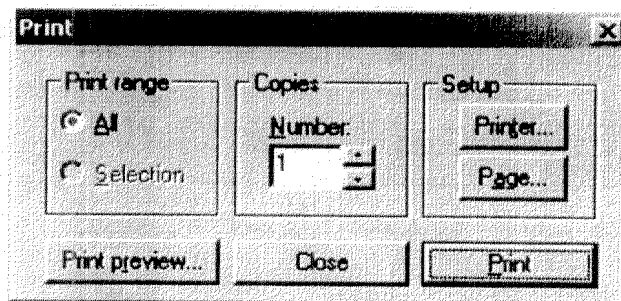 Print
Print range
All
Selection
Copies
Number:
1
Setup
Printer...
Page...
Print preview...
Close
Print